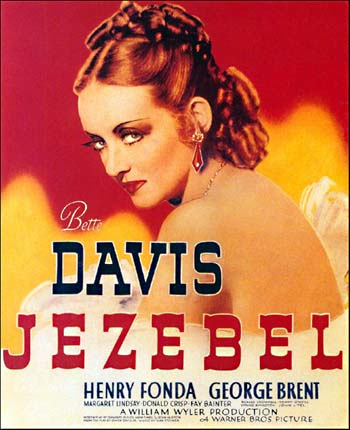 Bette
DAVIS
JEZEBEL
HENRY FONDA GEORGE BRENT
MARGARET LINDSAY · DONALD CRISP · FAY BAINTER
A WILLIAM WYLER PRODUCTION
A WARNER BROS PICTURE